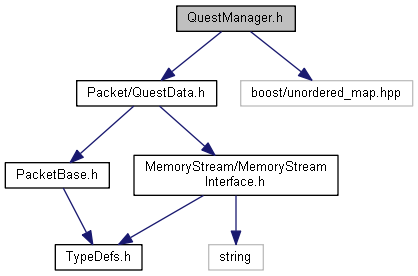 QuestManager.h
Packet/QuestData.h
boost/unordered_map.hpp
PacketBase.h
MemoryStream/MemoryStream
Interface.h
TypeDefs.h
string